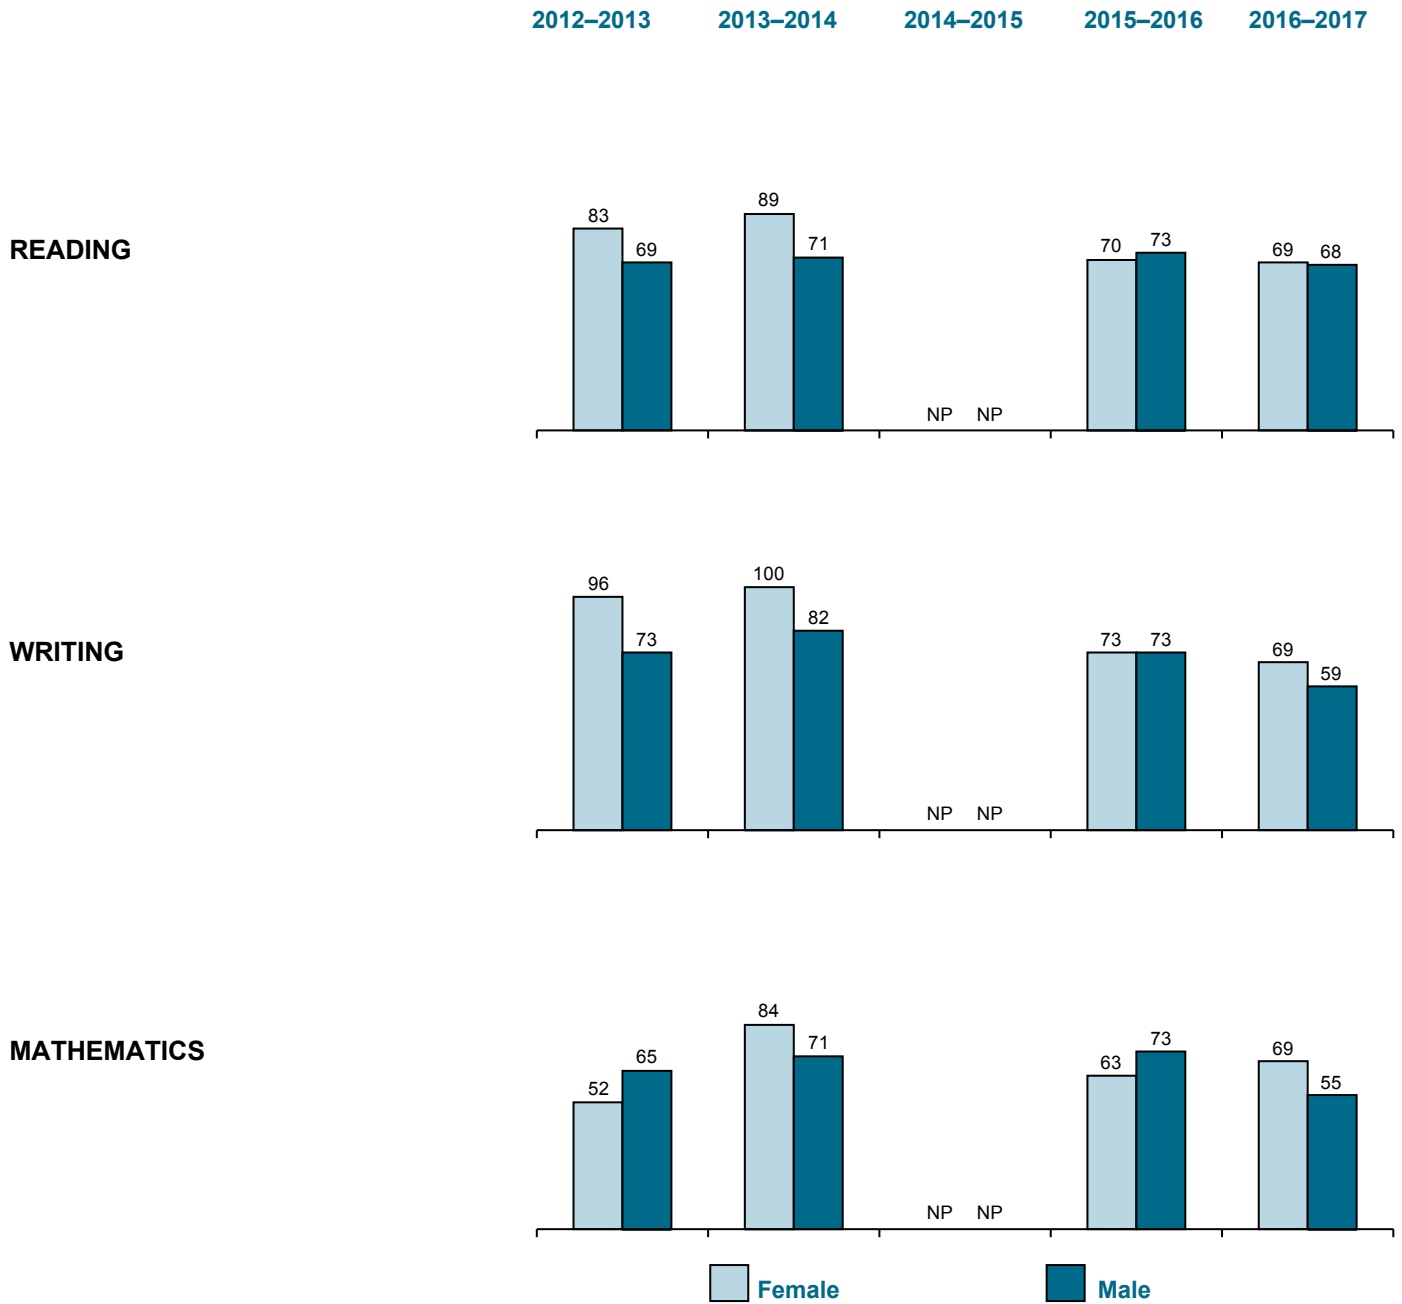 2012–2013 2013–2014 2014–2015 2015–2016 2016–2017
READING
83 69 89 71 NP NP 70 73 69 68
WRITING
96 73 100 82 NP NP 73 73 69 59
MATHEMATICS
52 65 84 71 NP NP 63 73 69 55
Female Male